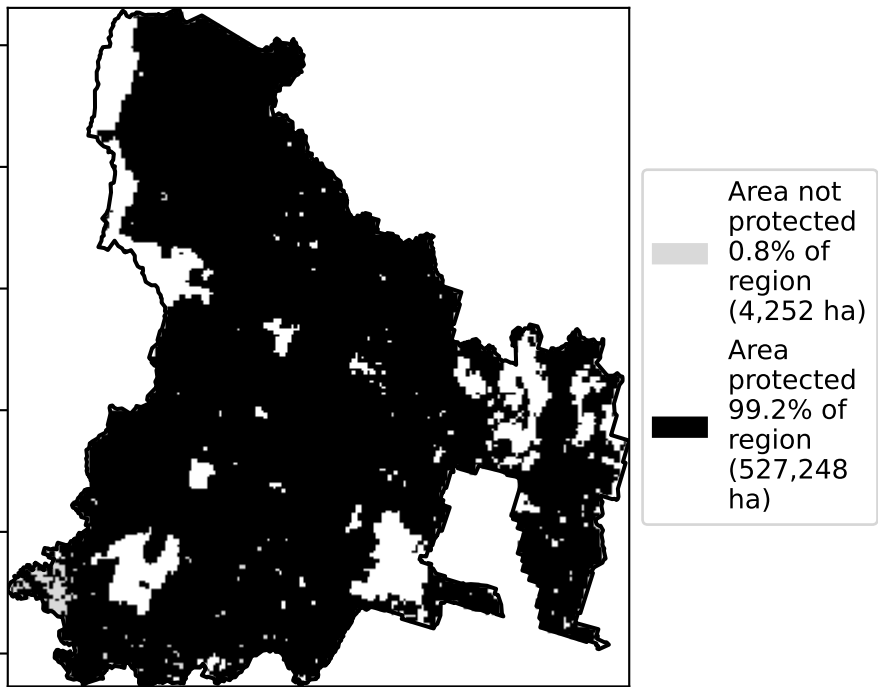 Area not
protected
0.8% of
region
(4,252 ha)
Area
protected
99.2% of
region
(527,248
ha)